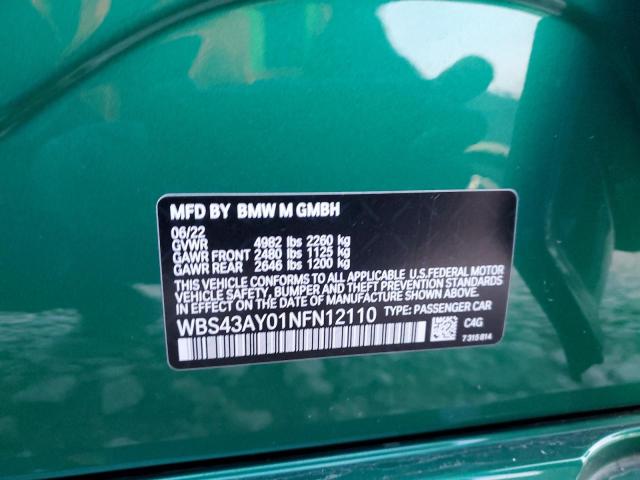 MFD BY BMW M GMBH
06/22
GVWR 4982 lbs 2260 kg
GAWR FRONT 2480 lbs 1125 kg
GAWR REAR 2646 lbs 1200 kg
THIS VEHICLE CONFORMS TO ALL APPLICABLE U.S.FEDERAL MOTOR
VEHICLE SAFETY, BUMPER, AND THEFT PREVENTION STANDARDS
IN EFFECT ON THE DATE OF MANUFACTURE SHOWN ABOVE.
WBS43AY01NFN12110 TYPE: PASSENGER CAR
C4G
7315814